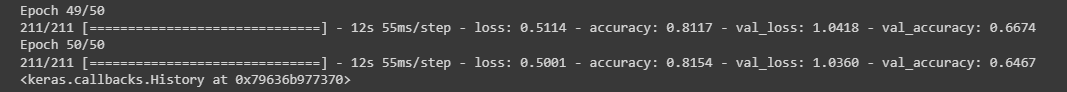 Epoch 49/50
211/211 [==============================] - 12s 55ms/step - loss: 0.5114 - accuracy: 0.8117 - val_loss: 1.0418 - val_accuracy: 0.6674
Epoch 50/50
211/211 [==============================] - 12s 55ms/step - loss: 0.5001 - accuracy: 0.8154 - val_loss: 1.0360 - val_accuracy: 0.6467
<keras.callbacks.History at 0x79636b977370>